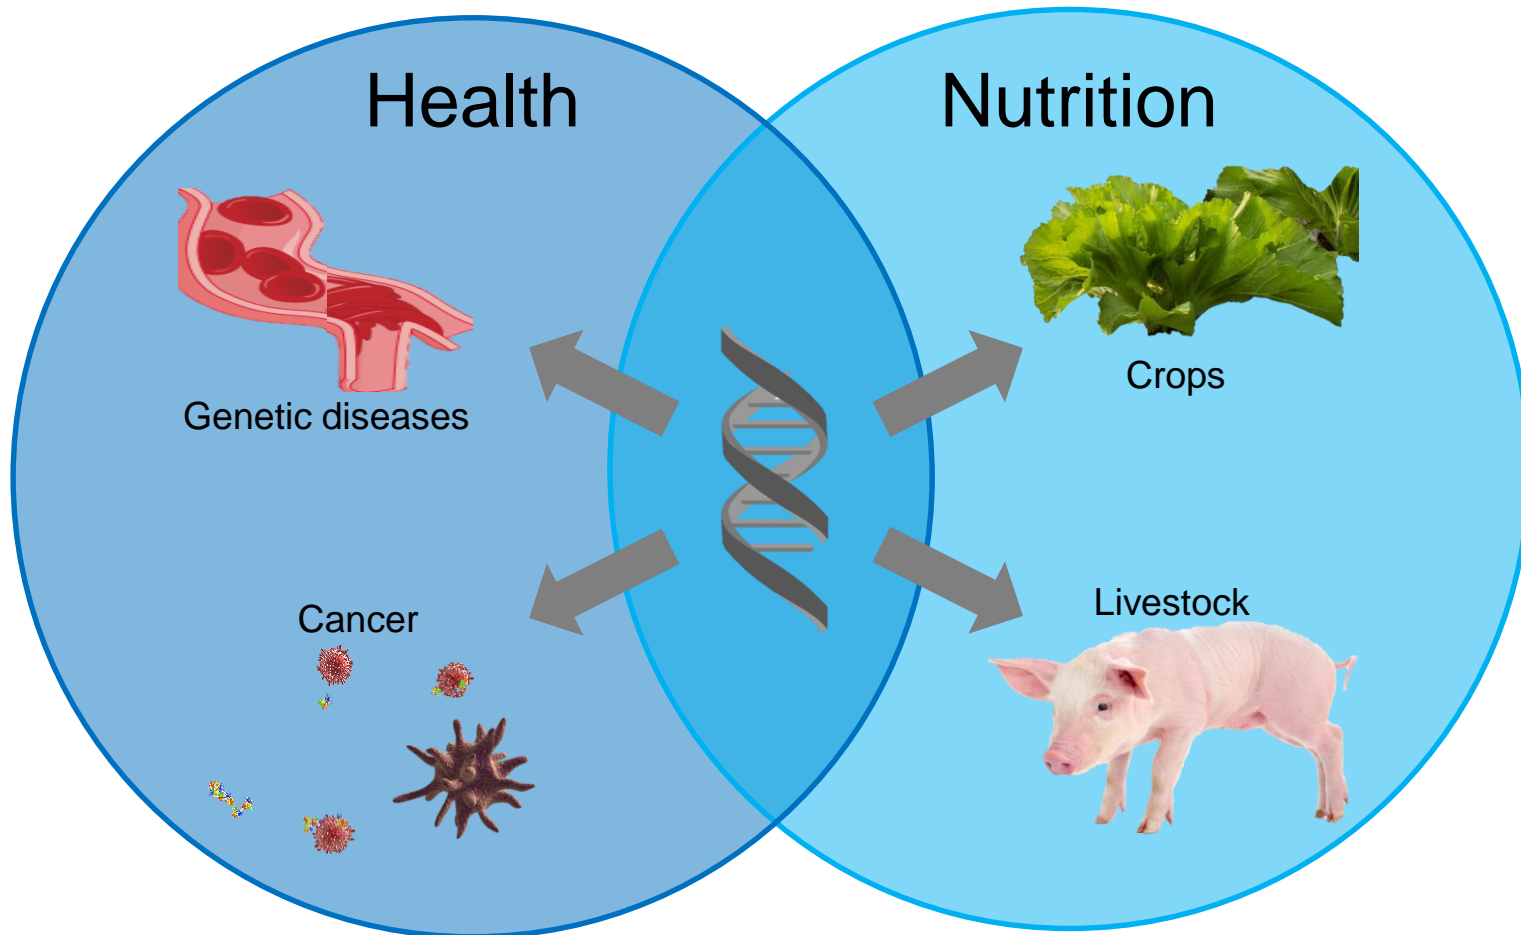 Health
Nutrition
Genetic diseases
Crops
Cancer
Livestock